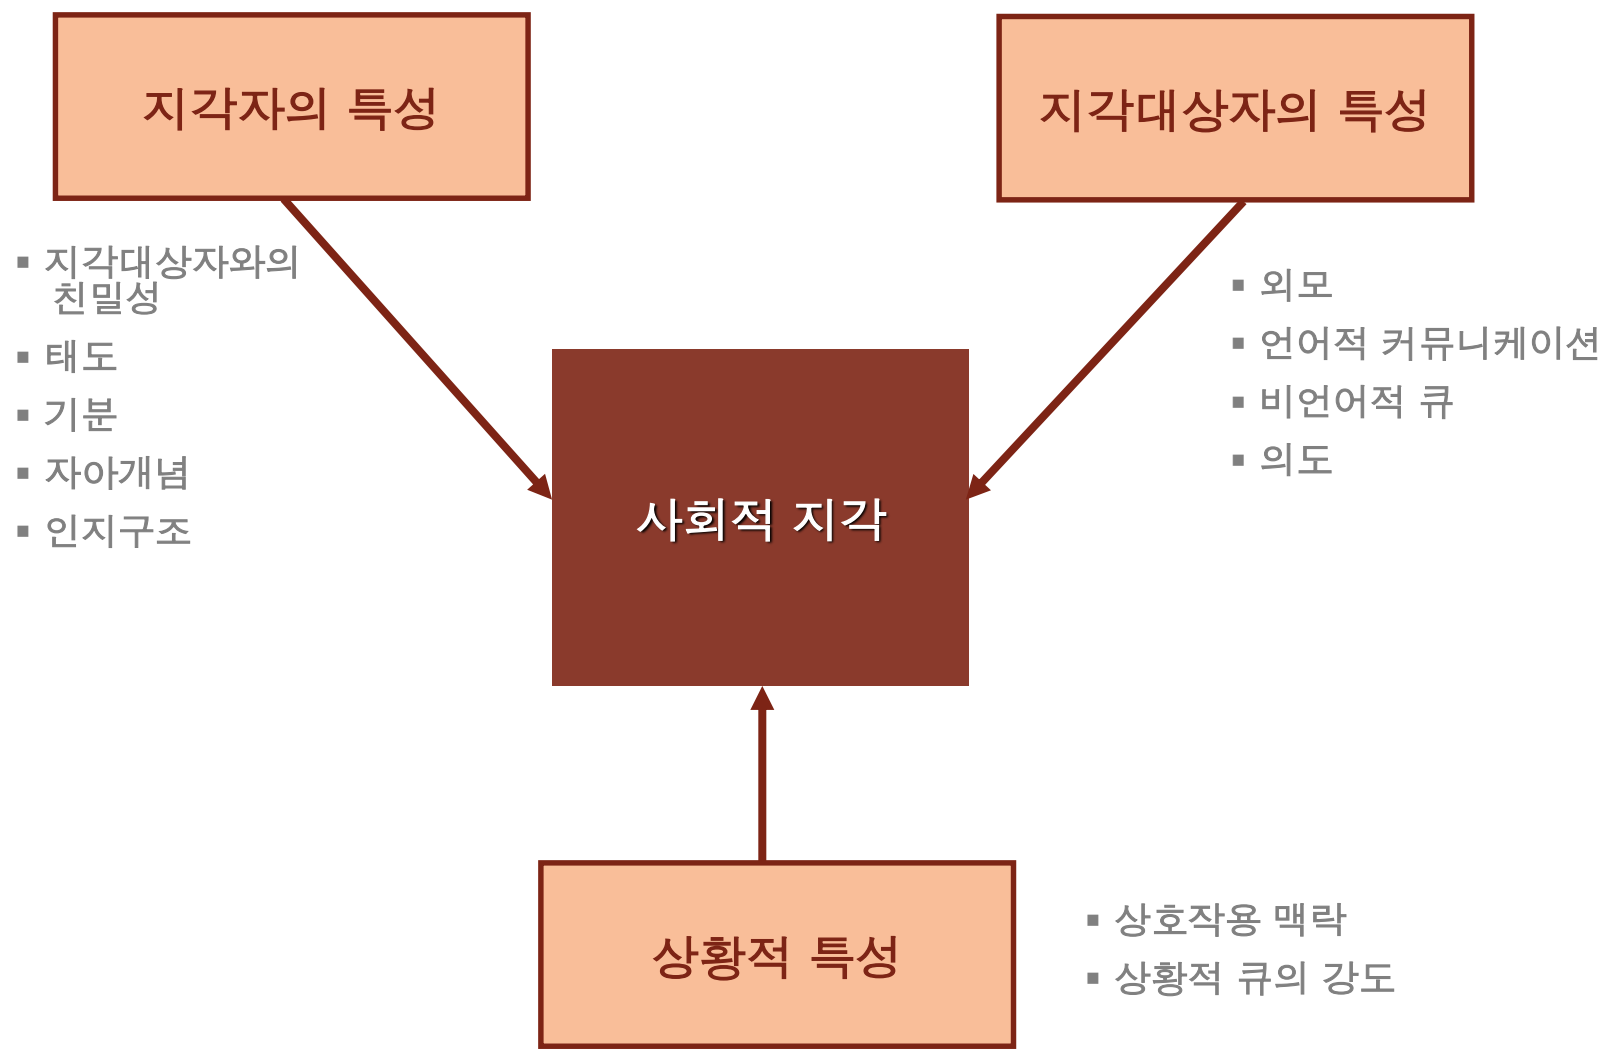 지각자의 특성
지각대상자의 특성
▪ 지각대상자와의
친밀성
▪ 태도
▪ 기분
▪ 자아개념
▪ 인지구조
▪ 외모
▪ 언어적 커뮤니케이션
▪ 비언어적 큐
▪ 의도
사회적 지각
상황적 특성
▪ 상호작용 맥락
▪ 상황적 큐의 강도